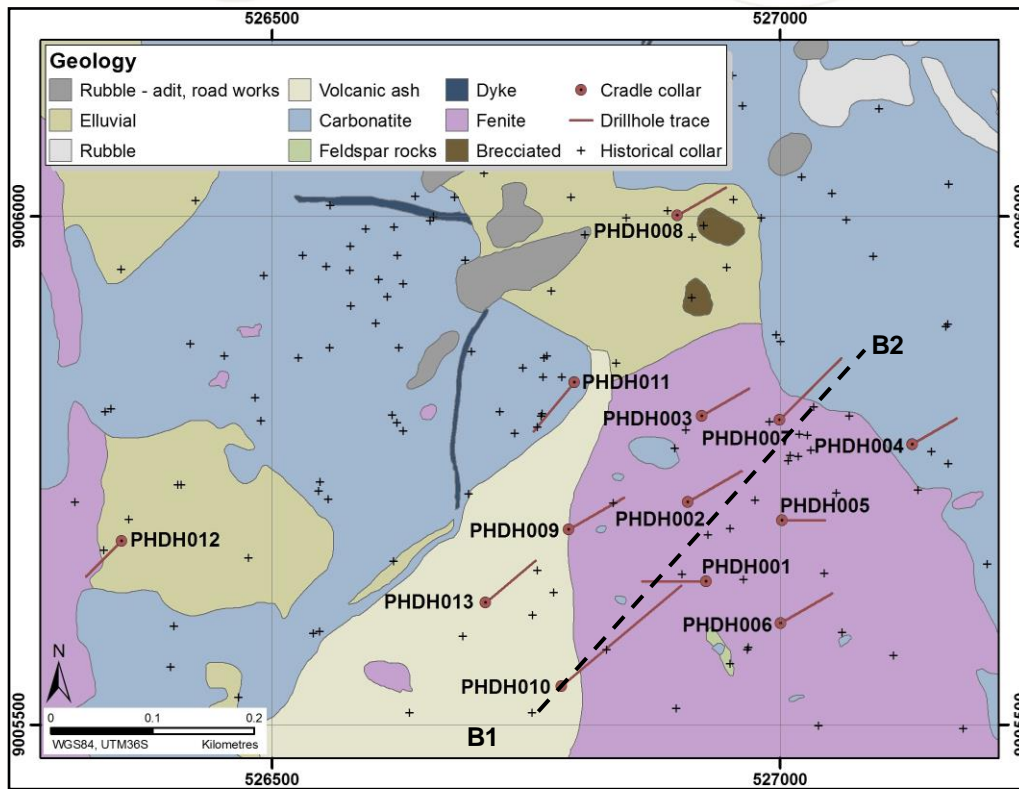 526500 527000
Geology
Rubble - adit, road works Volcanic ash Dyke Cradle collar
Elluvial Carbonatite Fenite Drillhole trace
Rubble Feldspar rocks Brecciated Historical collar
9006000 9006000
PHDH008
B2
PHDH011
PHDH003
PHDH007
PHDH004
PHDH002
PHDH005
PHDH009
PHDH012
PHDH001
PHDH013
PHDH006
N
PHDH010
0 0.1 0.2
B1
9005500 9005500
WGS84, UTM36S Kilometres
526500 527000